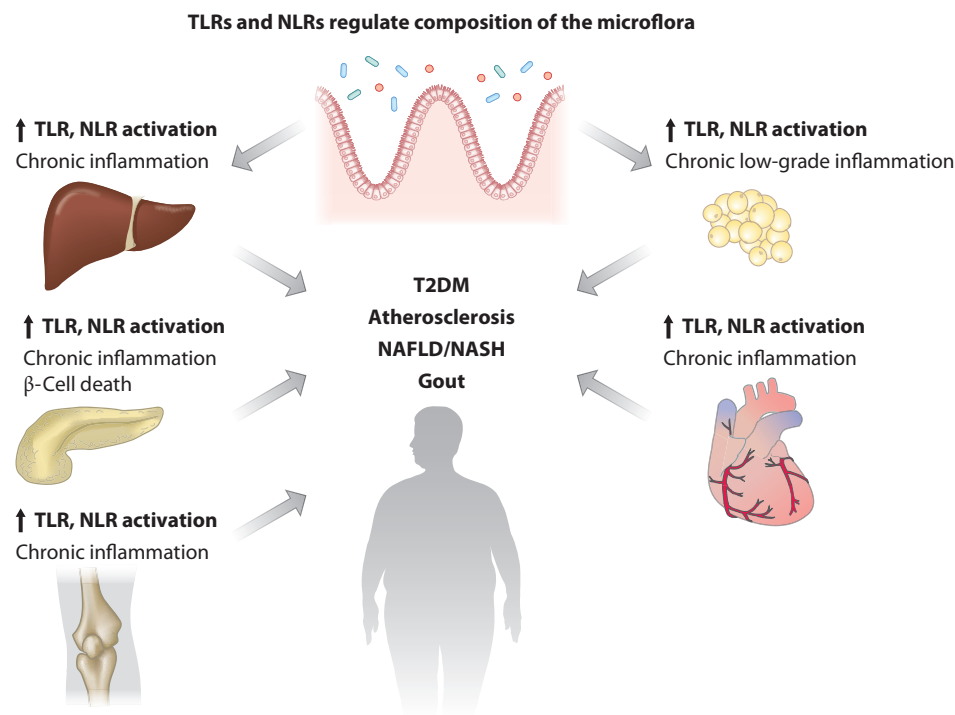 TLRs and NLRs regulate composition of the microflora
↑ TLR, NLR activation
Chronic inflammation
↑ TLR, NLR activation
Chronic low-grade inflammation
T2DM
Atherosclerosis
NAFLD/NASH
Gout
↑ TLR, NLR activation
Chronic inflammation
β-Cell death
↑ TLR, NLR activation
Chronic inflammation
↑ TLR, NLR activation
Chronic inflammation